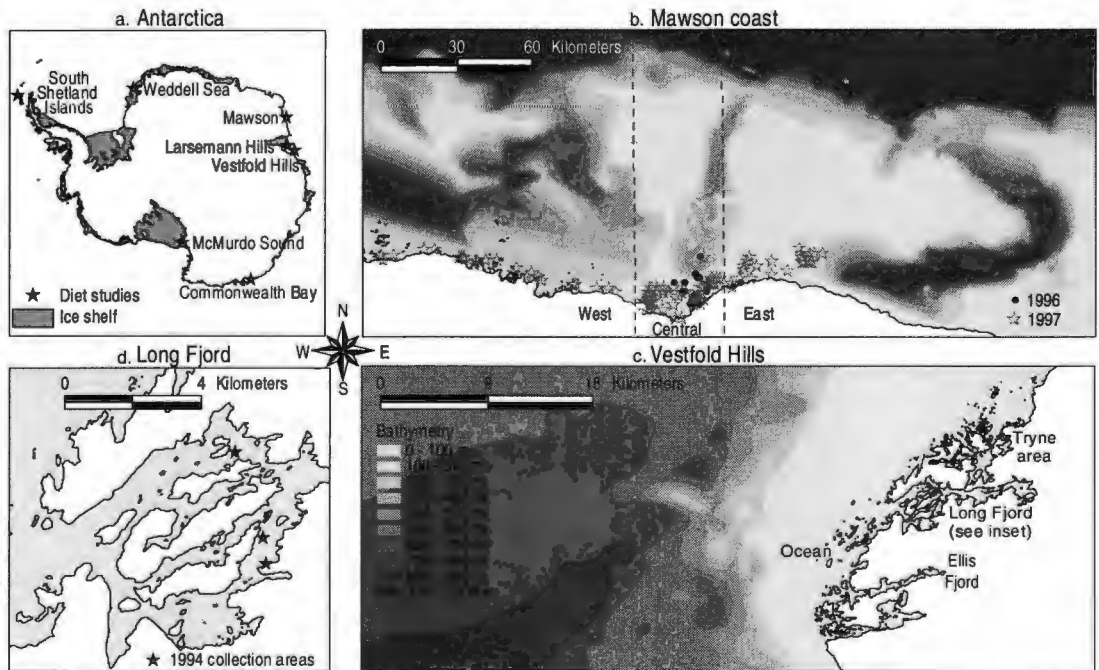 a. Antarctica
South
Shetland
Islands
Weddell Sea
Mawson
Larsemann Hills
Vestfold Hills
McMurdo Sound
Commonwealth Bay
★ Diet studies
Ice shelf
b. Mawson coast
0 30 60 Kilometers
West
Central
East
● 1996
☆ 1997
N
W E
S
d. Long Fjord
0 2 4 Kilometers
★ 1994 collection areas
c. Vestfold Hills
0 9 18 Kilometers
Bathymetry
0 - 100
Tryne
area
Long Fjord
(see inset)
Ocean
Ellis
Fjord